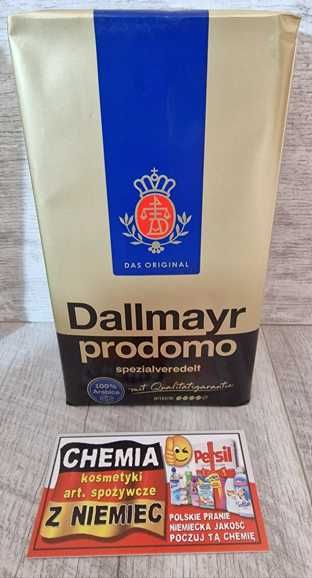 DAS ORIGINAL
Dallmayr
prodomo
spezialveredelt
100%
Arabica
mit Qualitätsgarantie
CHEMIA
kosmetyki
art. spożywcze
Z NIEMIEC
Persil
POLSKIE PRANIE
NIEMIECKA JAKOŚĆ
POCZUJ TĄ CHEMIĘ